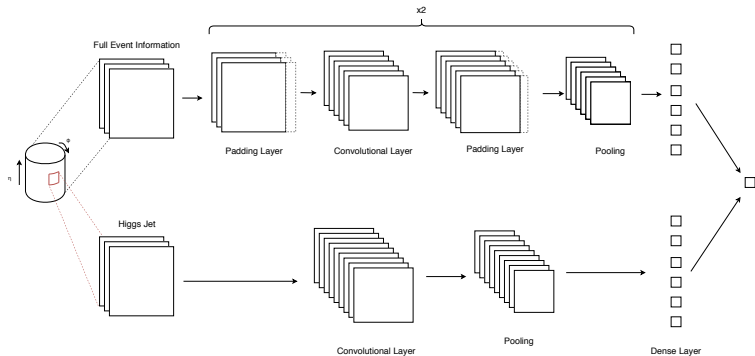 x2
Full Event Information
Padding Layer
Convolutional Layer
Padding Layer
Pooling
Φ
η
Higgs Jet
Convolutional Layer
Pooling
Dense Layer